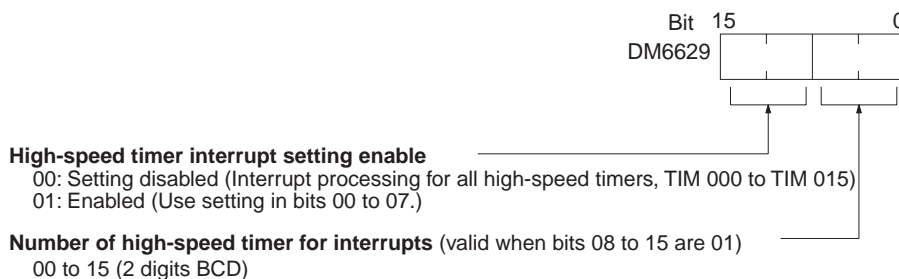 Bit 15 0
DM6629
High-speed timer interrupt setting enable
00: Setting disabled (Interrupt processing for all high-speed timers, TIM 000 to TIM 015)
01: Enabled (Use setting in bits 00 to 07.)
Number of high-speed timer for interrupts (valid when bits 08 to 15 are 01)
00 to 15 (2 digits BCD)